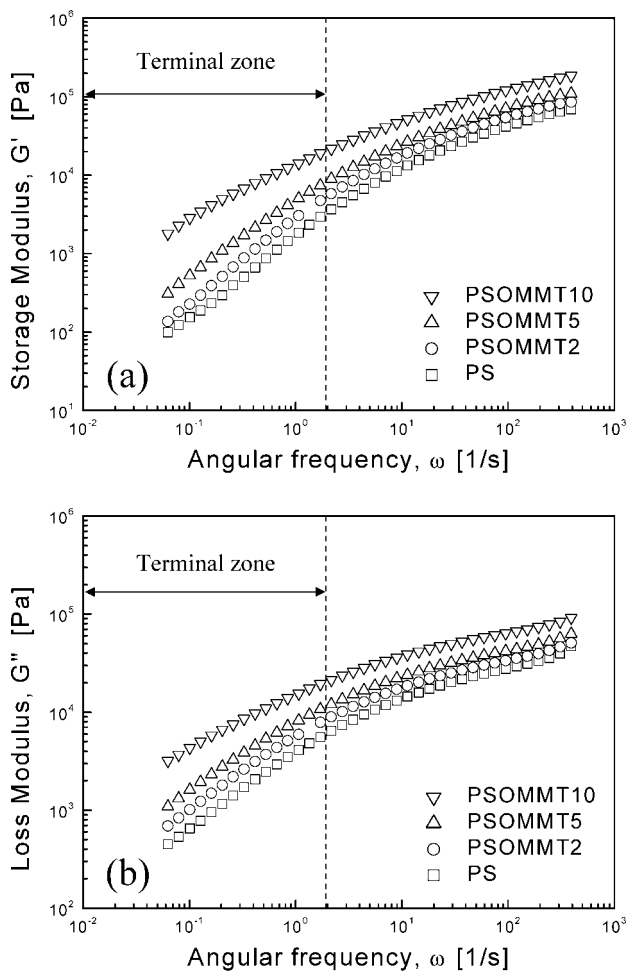 10^6
Terminal zone
10^5
10^4
10^3
10^2
10^1
Storage Modulus, G' [Pa]
PSOMMT10
PSOMMT5
PSOMMT2
PS
(a)
10^-2 10^-1 10^0 10^1 10^2 10^3
Angular frequency, ω [1/s]
10^6
Terminal zone
10^5
10^4
10^3
10^2
Loss Modulus, G" [Pa]
PSOMMT10
PSOMMT5
PSOMMT2
PS
(b)
10^-2 10^-1 10^0 10^1 10^2 10^3
Angular frequency, ω [1/s]